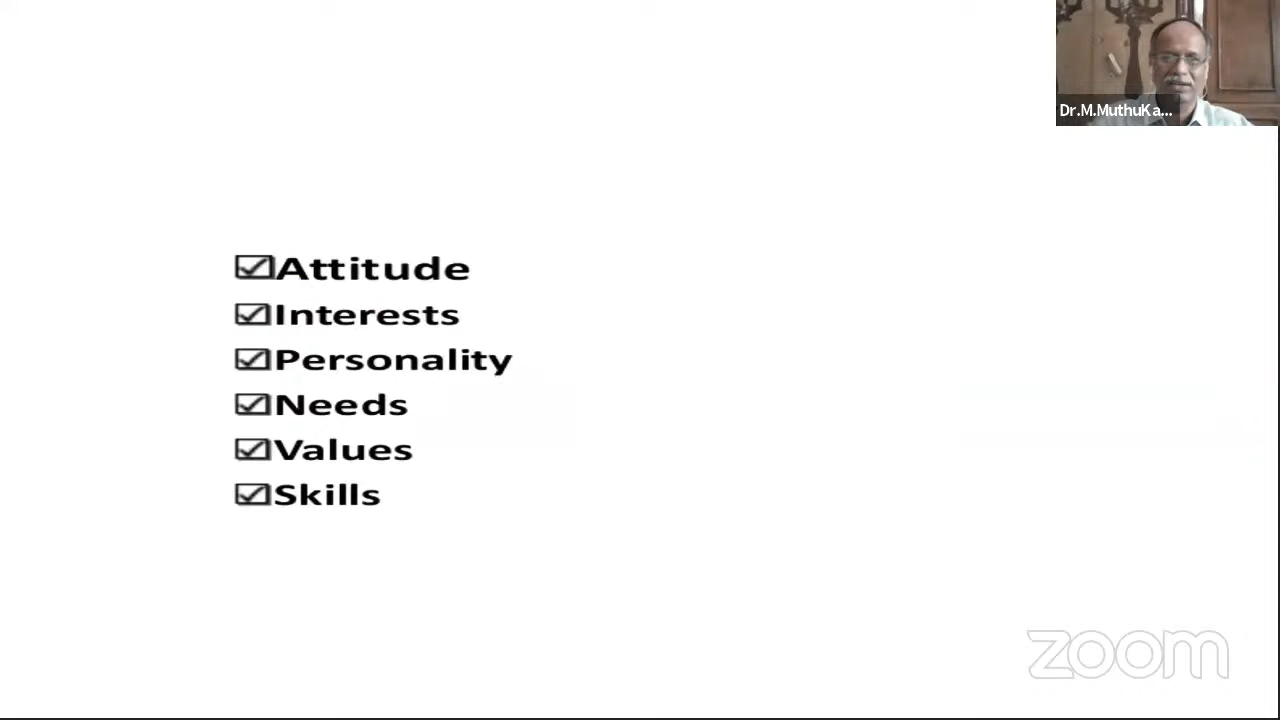 Dr.M.MuthuKa...
☑Attitude
☑Interests
☑Personality
☑Needs
☑Values
☑Skills
zoom